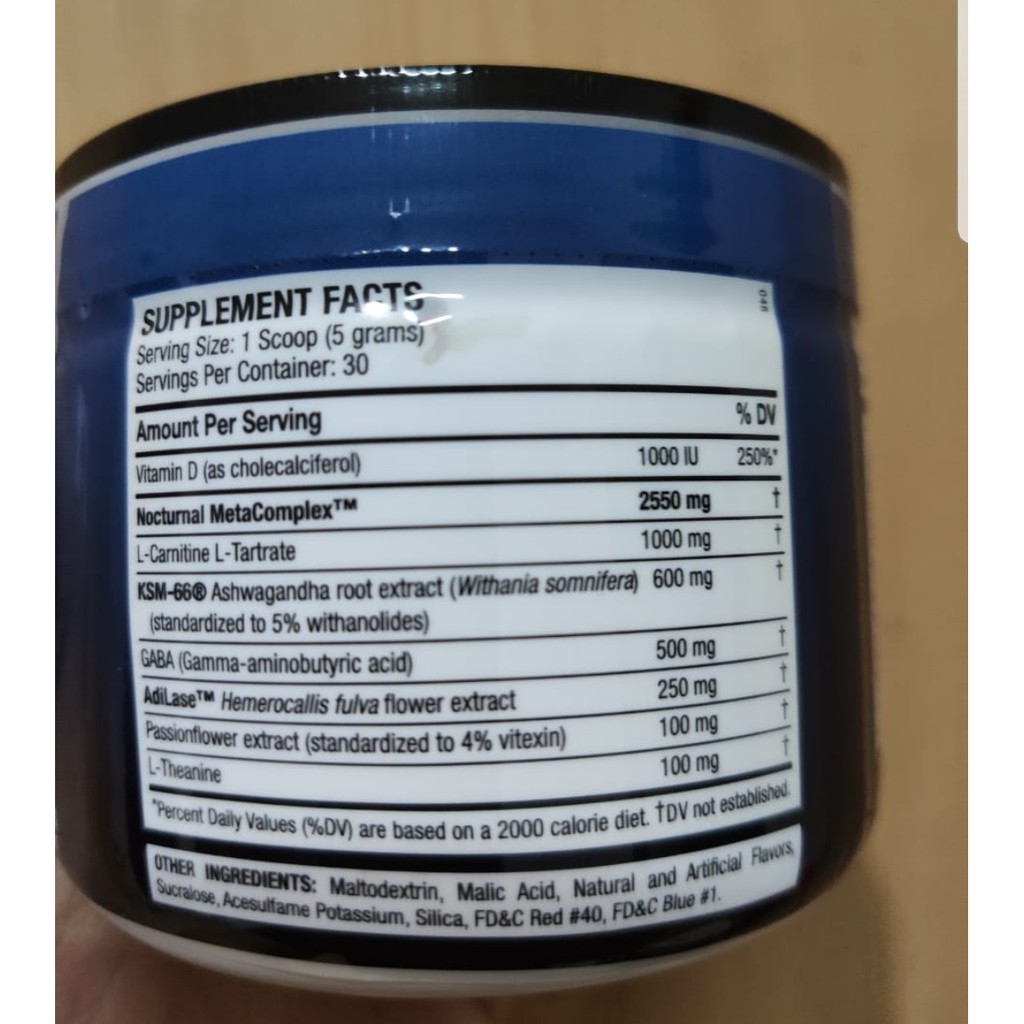 SUPPLEMENT FACTS
046
Serving Size: 1 Scoop (5 grams)
Servings Per Container: 30
Amount Per Serving % DV
Vitamin D (as cholecalciferol) 1000 IU 250%*
Nocturnal MetaComplex™ 2550 mg †
L-Carnitine L-Tartrate 1000 mg †
KSM-66® Ashwagandha root extract (Withania somnifera) 600 mg †
(standardized to 5% withanolides)
GABA (Gamma-aminobutyric acid) 500 mg †
AdiLase™ Hemerocallis fulva flower extract 250 mg †
Passionflower extract (standardized to 4% vitexin) 100 mg †
L-Theanine 100 mg †
*Percent Daily Values (%DV) are based on a 2000 calorie diet. †DV not established.
OTHER INGREDIENTS: Maltodextrin, Malic Acid, Natural and Artificial Flavors,
Sucralose, Acesulfame Potassium, Silica, FD&C Red #40, FD&C Blue #1.